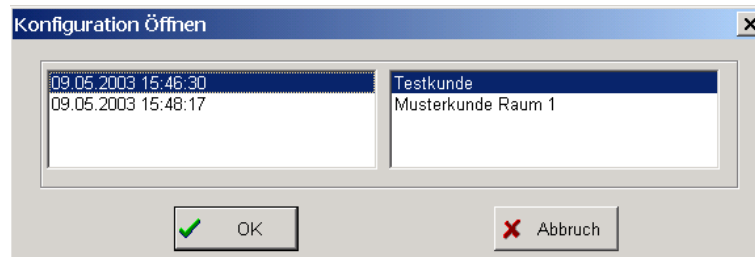 Konfiguration Öffnen
09.05.2003 15:46:30
09.05.2003 15:48:17
Testkunde
Musterkunde Raum 1
OK
Abbruch